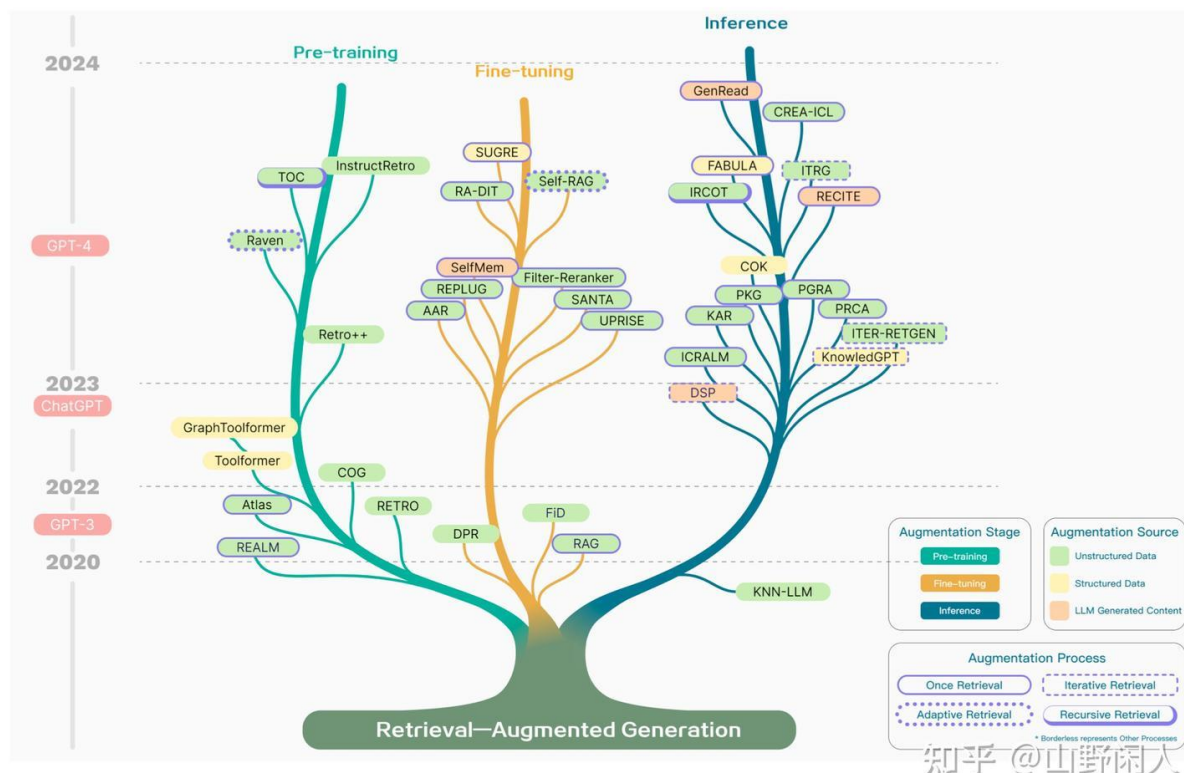 Inference
Pre-training
2024
Fine-tuning
GenRead
CREA-ICL
SUGRE
InstructRetro
FABULA
ITRG
TOC
Self-RAG
RA-DIT
IRCOT
RECITE
Raven
GPT-4
COK
SelfMem
Filter-Reranker
REPLUG
PGRA
PKG
SANTA
AAR
PRCA
KAR
UPRISE
Retro++
ITER-RETGEN
ICRALM
KnowledGPT
2023
DSP
ChatGPT
GraphToolformer
Toolformer
COG
2022
Atlas
RETRO
FiD
GPT-3
DPR
RAG
REALM
2020
KNN-LLM
Augmentation Stage
Pre-training
Fine-tuning
Inference
Augmentation Source
Unstructured Data
Structured Data
LLM Generated Content
Augmentation Process
Once Retrieval
Iterative Retrieval
Adaptive Retrieval
Recursive Retrieval
* Borderless represents Other Processes
Retrieval—Augmented Generation
知乎 @山野闲人